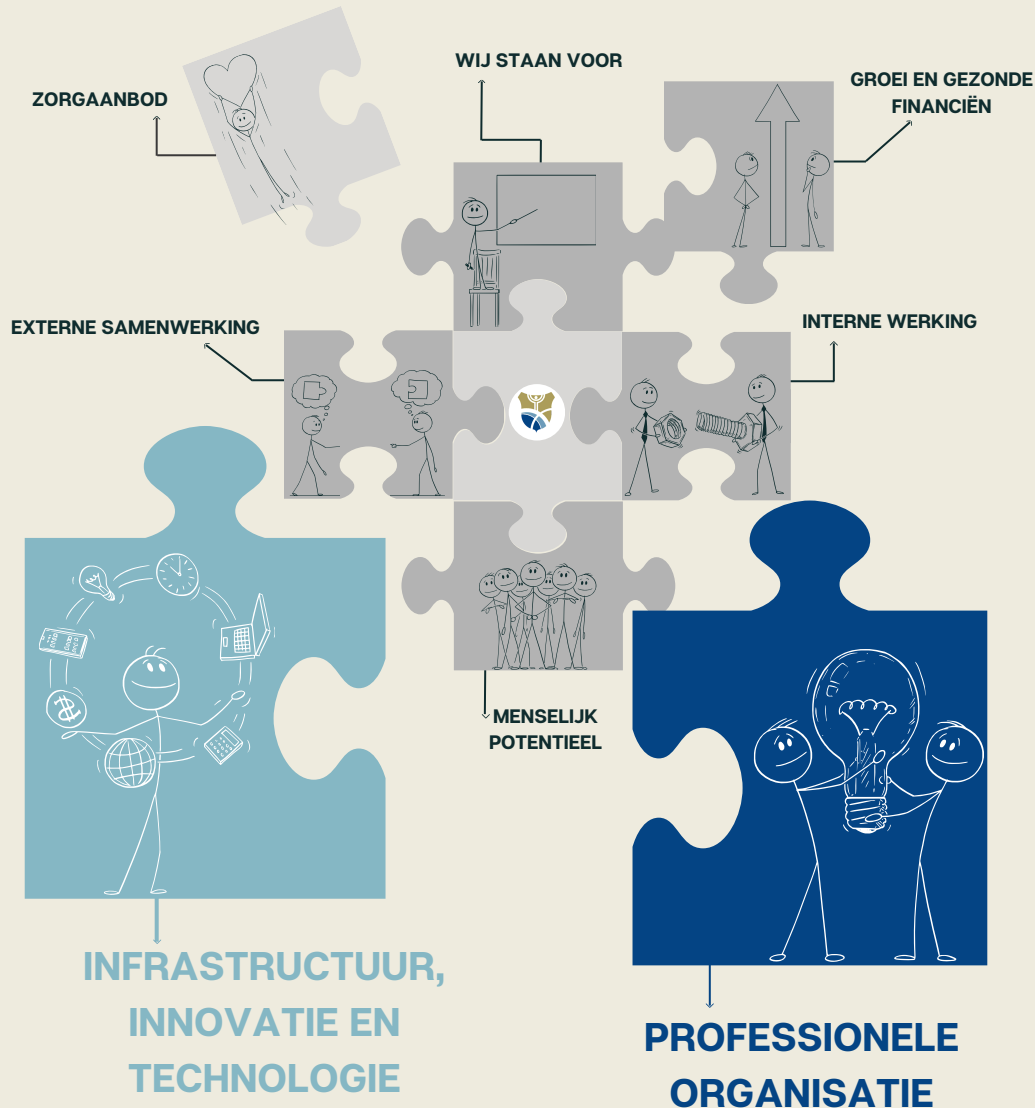 WIJ STAAN VOOR
ZORGAANBOD
GROEI EN GEZONDE
FINANCIËN
EXTERNE SAMENWERKING
INTERNE WERKING
MENSELIJK
POTENTIEEL
INFRASTRUCTUUR,
INNOVATIE EN
TECHNOLOGIE
PROFESSIONELE
ORGANISATIE